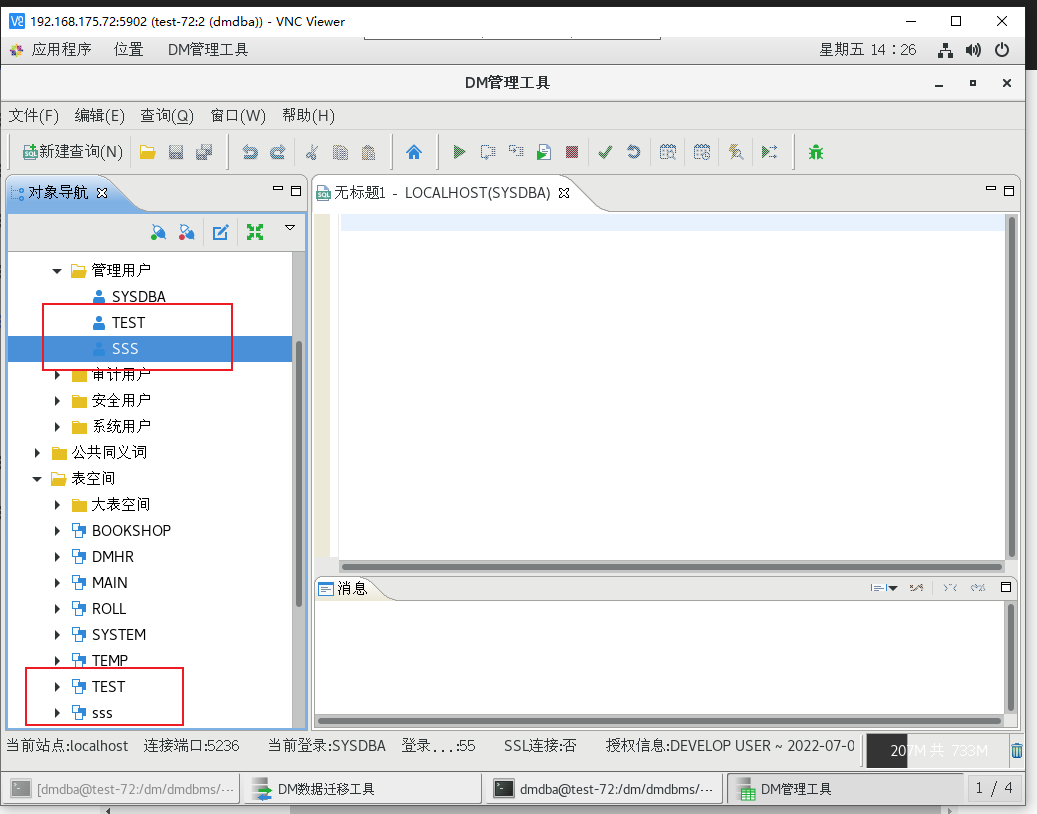 192.168.175.72:5902 (test-72:2 (dmdba)) - VNC Viewer
应用程序 位置 DM管理工具 星期五 14：26
DM管理工具
文件(F) 编辑(E) 查询(Q) 窗口(W) 帮助(H)
新建查询(N)
对象导航
无标题1 - LOCALHOST(SYSDBA)
管理用户
SYSDBA
TEST
SSS
审计用户
安全用户
系统用户
公共同义词
表空间
大表空间
BOOKSHOP
DMHR
MAIN
ROLL
SYSTEM
TEMP
TEST
sss
消息
当前站点:localhost 连接端口:5236 当前登录:SYSDBA 登录...:55 SSL连接:否 授权信息:DEVELOP USER ~ 2022-07-0 207M 共 733M
[dmdba@test-72:/dm/dmdbms/··· DM数据迁移工具 dmdba@test-72:/dm/dmdbms/··· DM管理工具 1 / 4